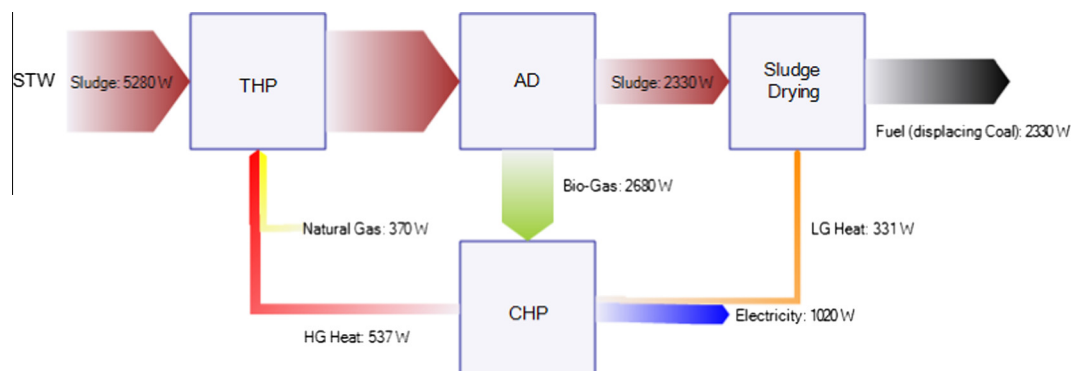 STW
Sludge: 5280 W
THP
AD
Sludge: 2330 W
Sludge
Drying
Fuel (displacing Coal): 2330 W
Bio-Gas: 2680 W
Natural Gas: 370 W
LG Heat: 331 W
CHP
Electricity: 1020 W
HG Heat: 537 W